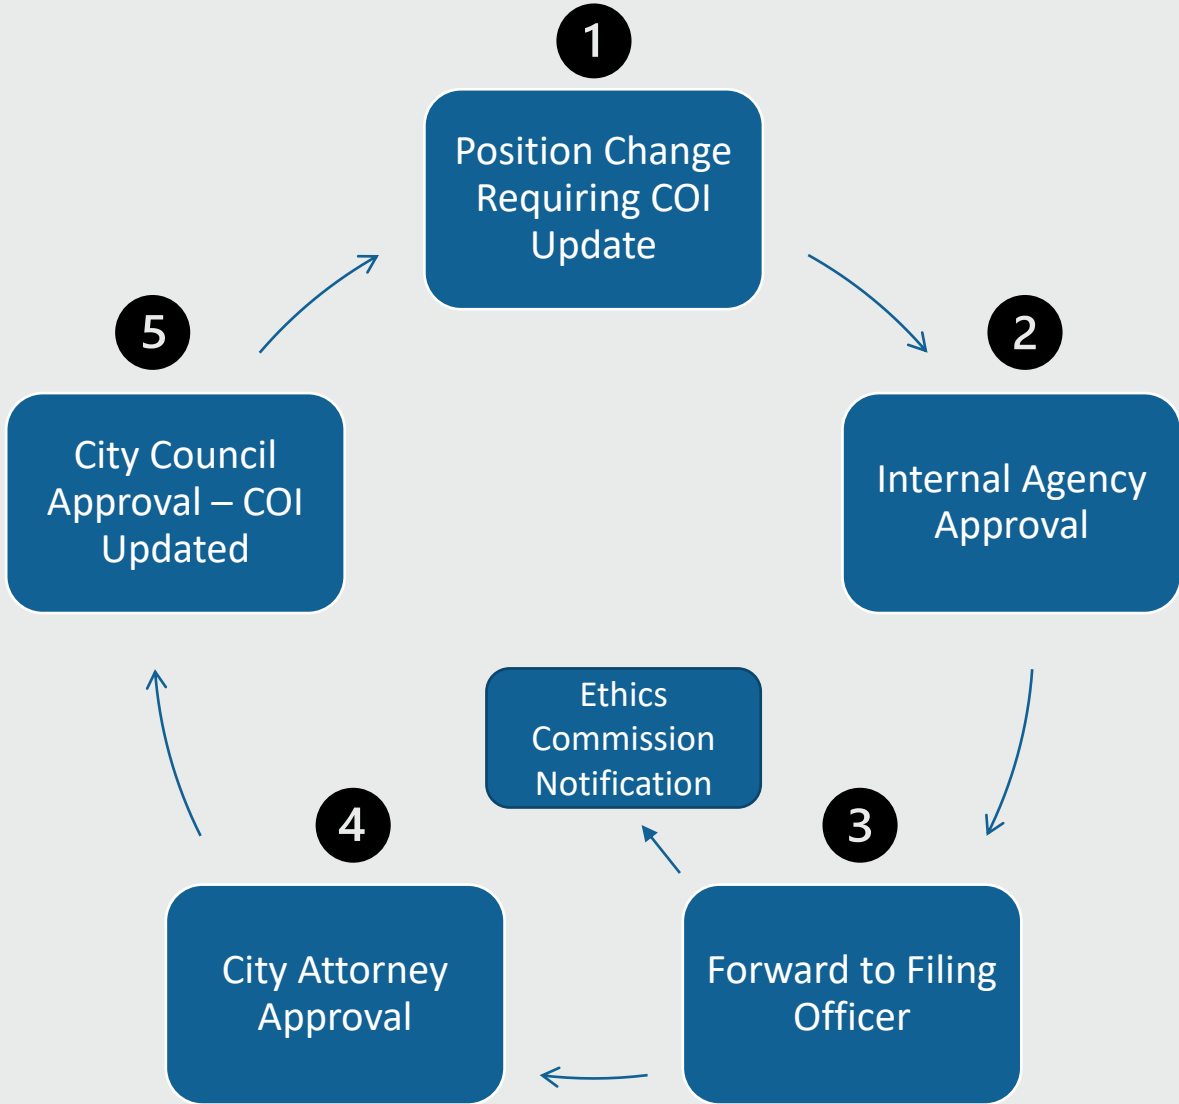 1
Position Change
Requiring COI
Update
2
Internal Agency
Approval
3
Forward to Filing
Officer
Ethics
Commission
Notification
4
City Attorney
Approval
5
City Council
Approval – COI
Updated